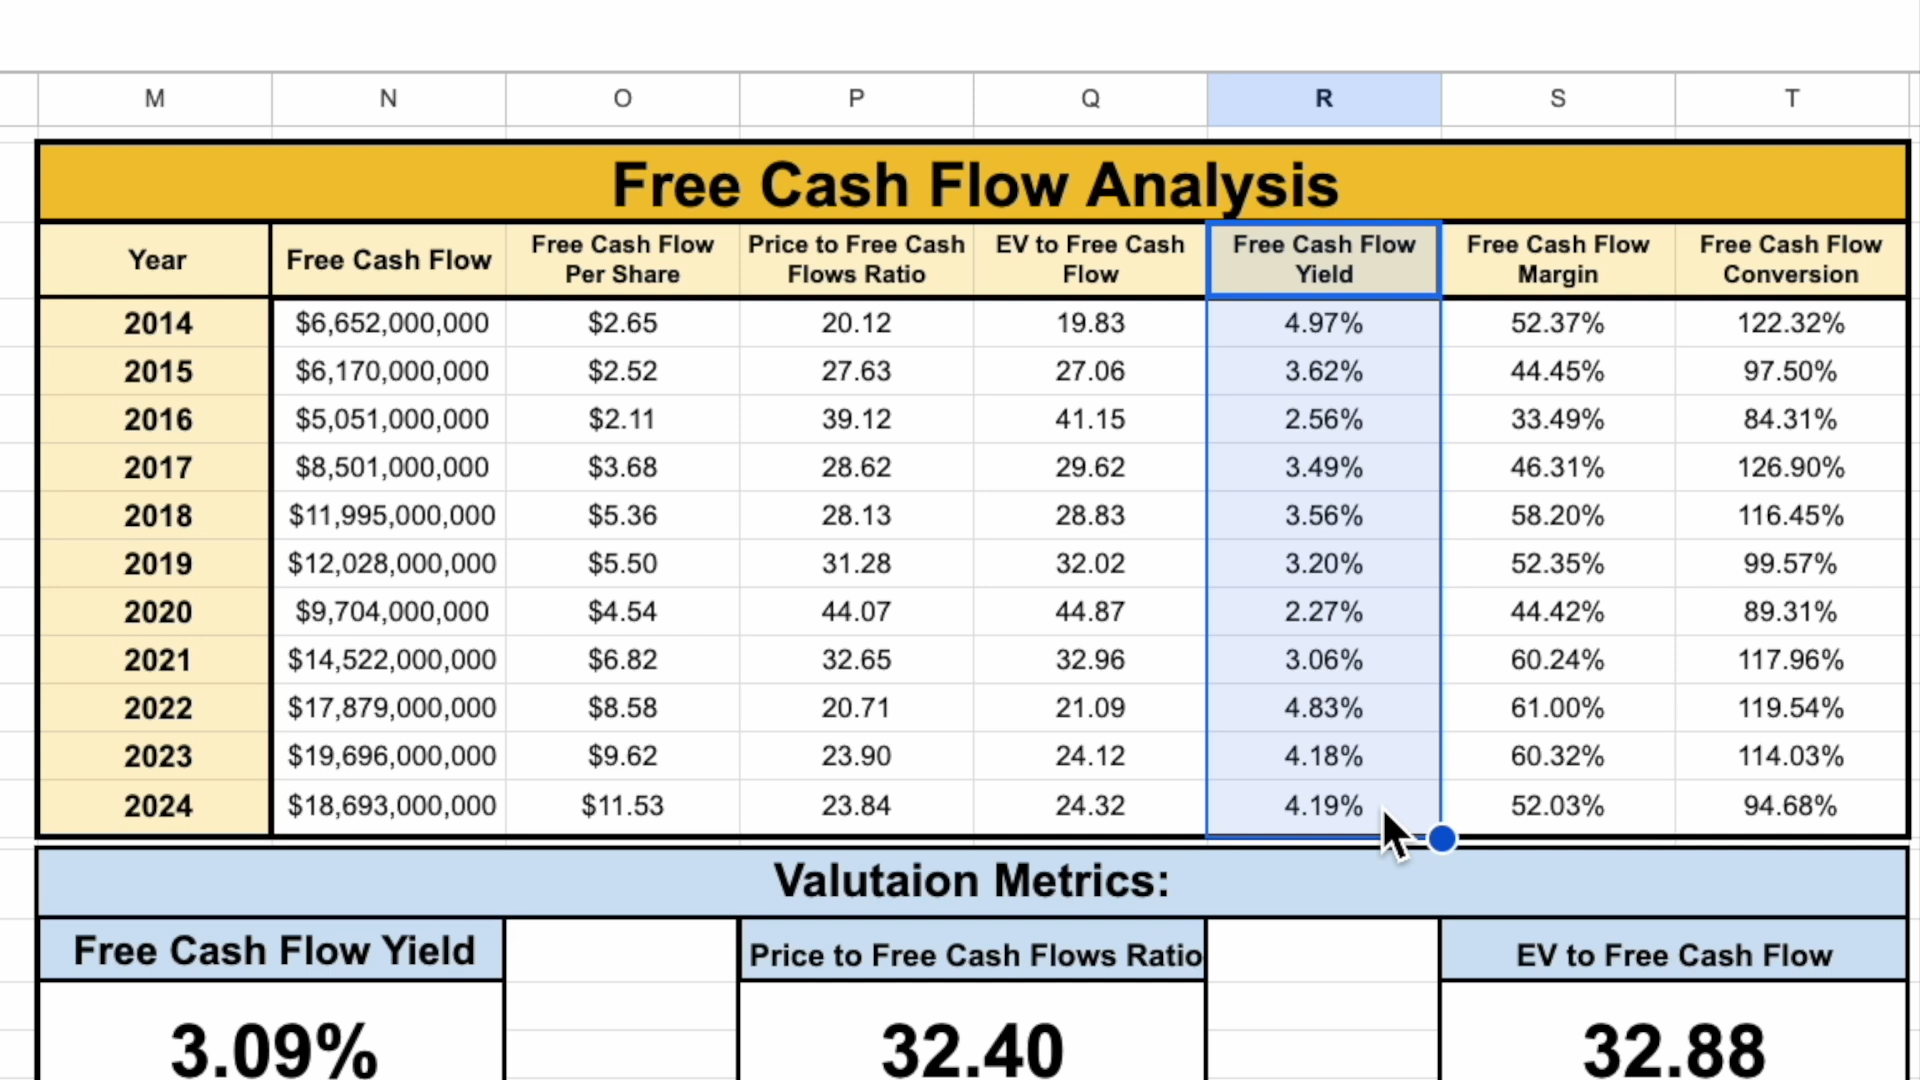 M N O P Q R S T
Free Cash Flow Analysis
Year Free Cash Flow Free Cash Flow Per Share Price to Free Cash Flows Ratio EV to Free Cash Flow Free Cash Flow Yield Free Cash Flow Margin Free Cash Flow Conversion
2014 $6,652,000,000 $2.65 20.12 19.83 4.97% 52.37% 122.32%
2015 $6,170,000,000 $2.52 27.63 27.06 3.62% 44.45% 97.50%
2016 $5,051,000,000 $2.11 39.12 41.15 2.56% 33.49% 84.31%
2017 $8,501,000,000 $3.68 28.62 29.62 3.49% 46.31% 126.90%
2018 $11,995,000,000 $5.36 28.13 28.83 3.56% 58.20% 116.45%
2019 $12,028,000,000 $5.50 31.28 32.02 3.20% 52.35% 99.57%
2020 $9,704,000,000 $4.54 44.07 44.87 2.27% 44.42% 89.31%
2021 $14,522,000,000 $6.82 32.65 32.96 3.06% 60.24% 117.96%
2022 $17,879,000,000 $8.58 20.71 21.09 4.83% 61.00% 119.54%
2023 $19,696,000,000 $9.62 23.90 24.12 4.18% 60.32% 114.03%
2024 $18,693,000,000 $11.53 23.84 24.32 4.19% 52.03% 94.68%
Valutaion Metrics:
Free Cash Flow Yield Price to Free Cash Flows Ratio EV to Free Cash Flow
3.09% 32.40 32.88